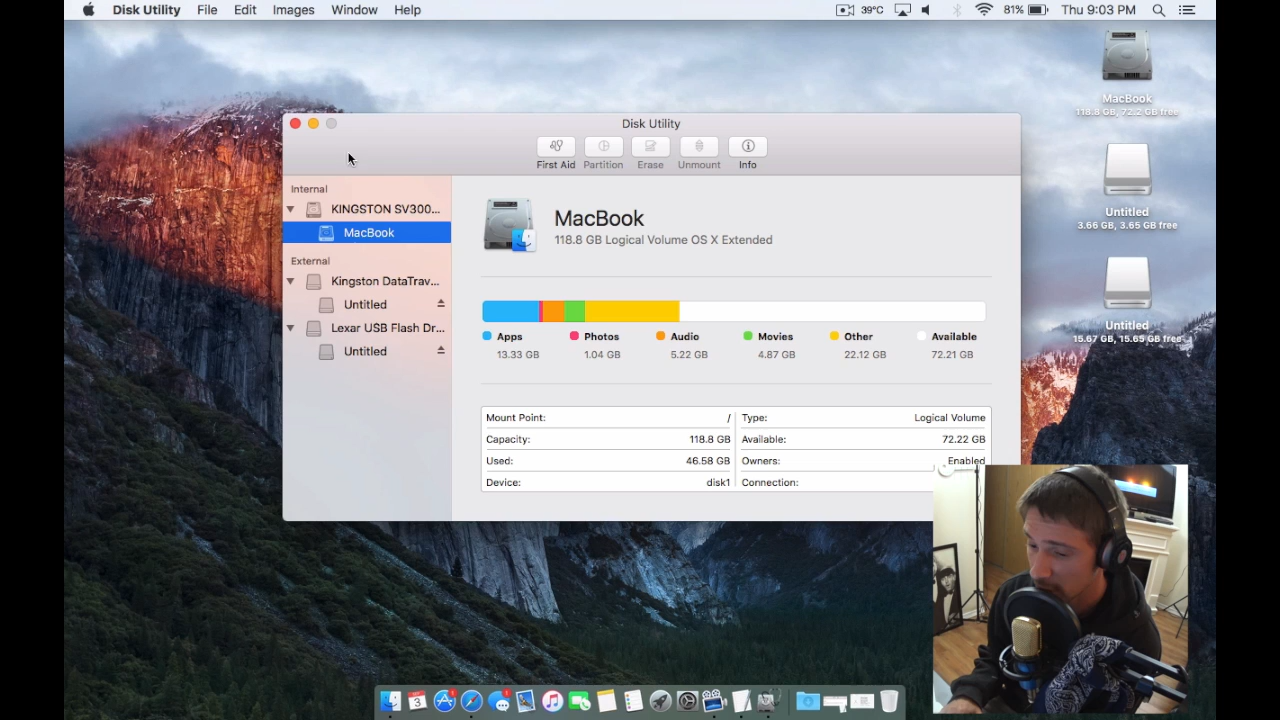 Disk Utility File Edit Images Window Help 39°C 81% Thu 9:03 PM
MacBook
118.8 GB, 72.2 GB free
Untitled
3.66 GB, 3.65 GB free
Untitled
15.67 GB, 15.65 GB free
Disk Utility
First Aid Partition Erase Unmount Info
Internal
KINGSTON SV300...
MacBook
External
Kingston DataTrav...
Untitled
Lexar USB Flash Dr...
Untitled
MacBook
118.8 GB Logical Volume OS X Extended
Apps Photos Audio Movies Other Available
13.33 GB 1.04 GB 5.22 GB 4.87 GB 22.12 GB 72.21 GB
Mount Point: / Type: Logical Volume
Capacity: 118.8 GB Available: 72.22 GB
Used: 46.58 GB Owners: Enabled
Device: disk1 Connection:
3